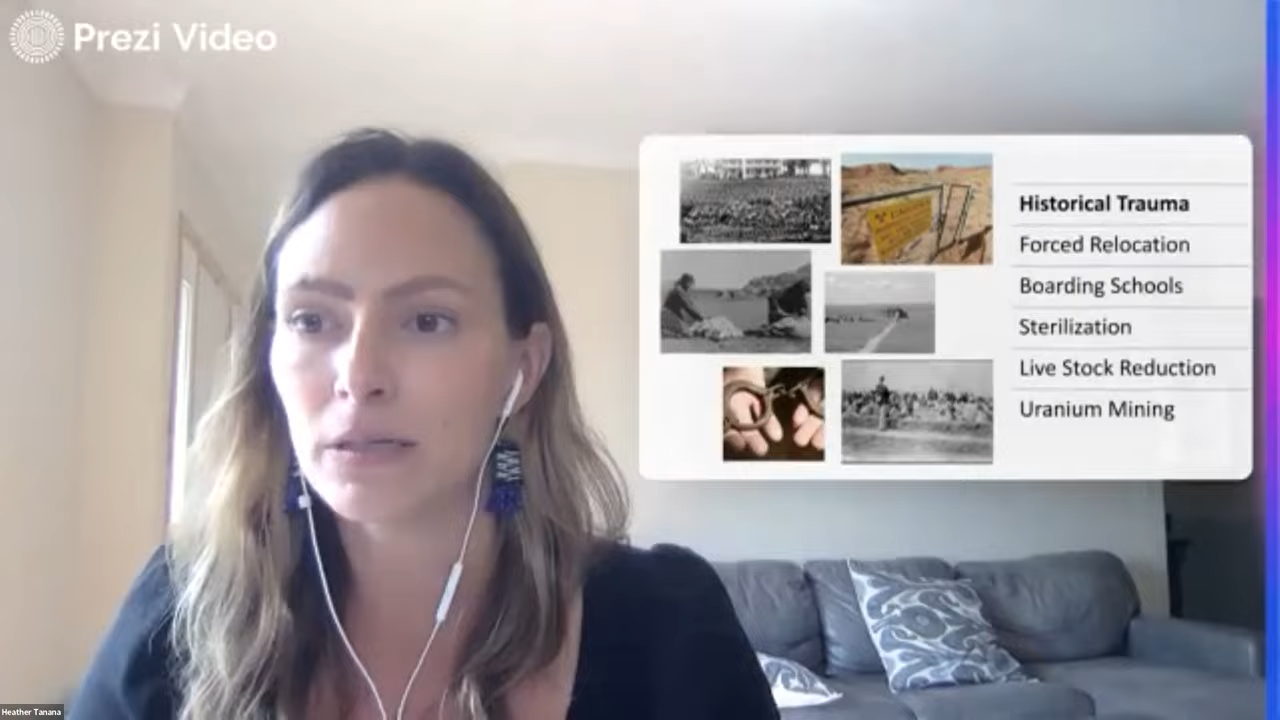 Prezi Video
Historical Trauma
Forced Relocation
Boarding Schools
Sterilization
Live Stock Reduction
Uranium Mining
Heather Tanana